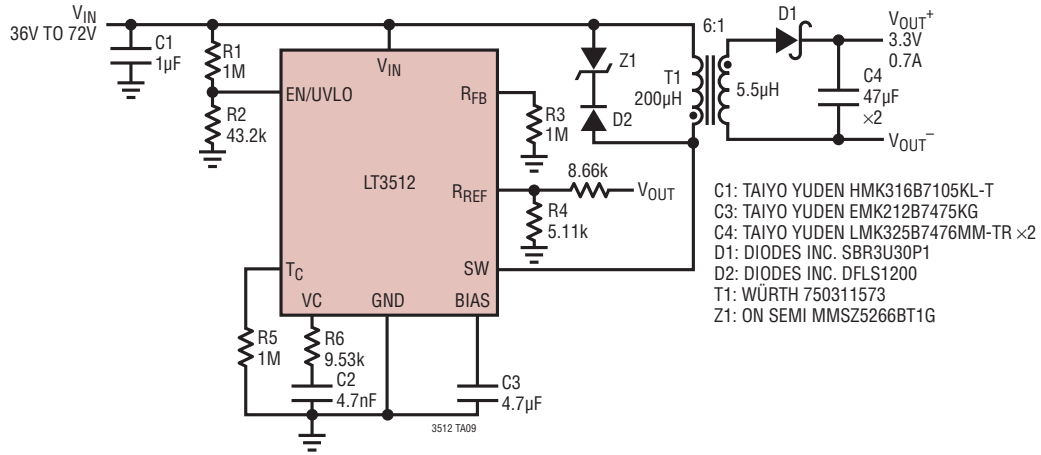 VIN
36V TO 72V
C1
1µF
R1
1M
R2
43.2k
VIN
EN/UVLO
RFB
LT3512
RREF
TC
SW
VC
GND
BIAS
R3
1M
8.66k
VOUT
R4
5.11k
R5
1M
R6
9.53k
C2
4.7nF
C3
4.7µF
3512 TA09
Z1
D2
T1
200µH
6:1
5.5µH
D1
VOUT+
3.3V
0.7A
C4
47µF
×2
VOUT–
C1: TAIYO YUDEN HMK316B7105KL-T
C3: TAIYO YUDEN EMK212B7475KG
C4: TAIYO YUDEN LMK325B7476MM-TR ×2
D1: DIODES INC. SBR3U30P1
D2: DIODES INC. DFLS1200
T1: WÜRTH 750311573
Z1: ON SEMI MMSZ5266BT1G